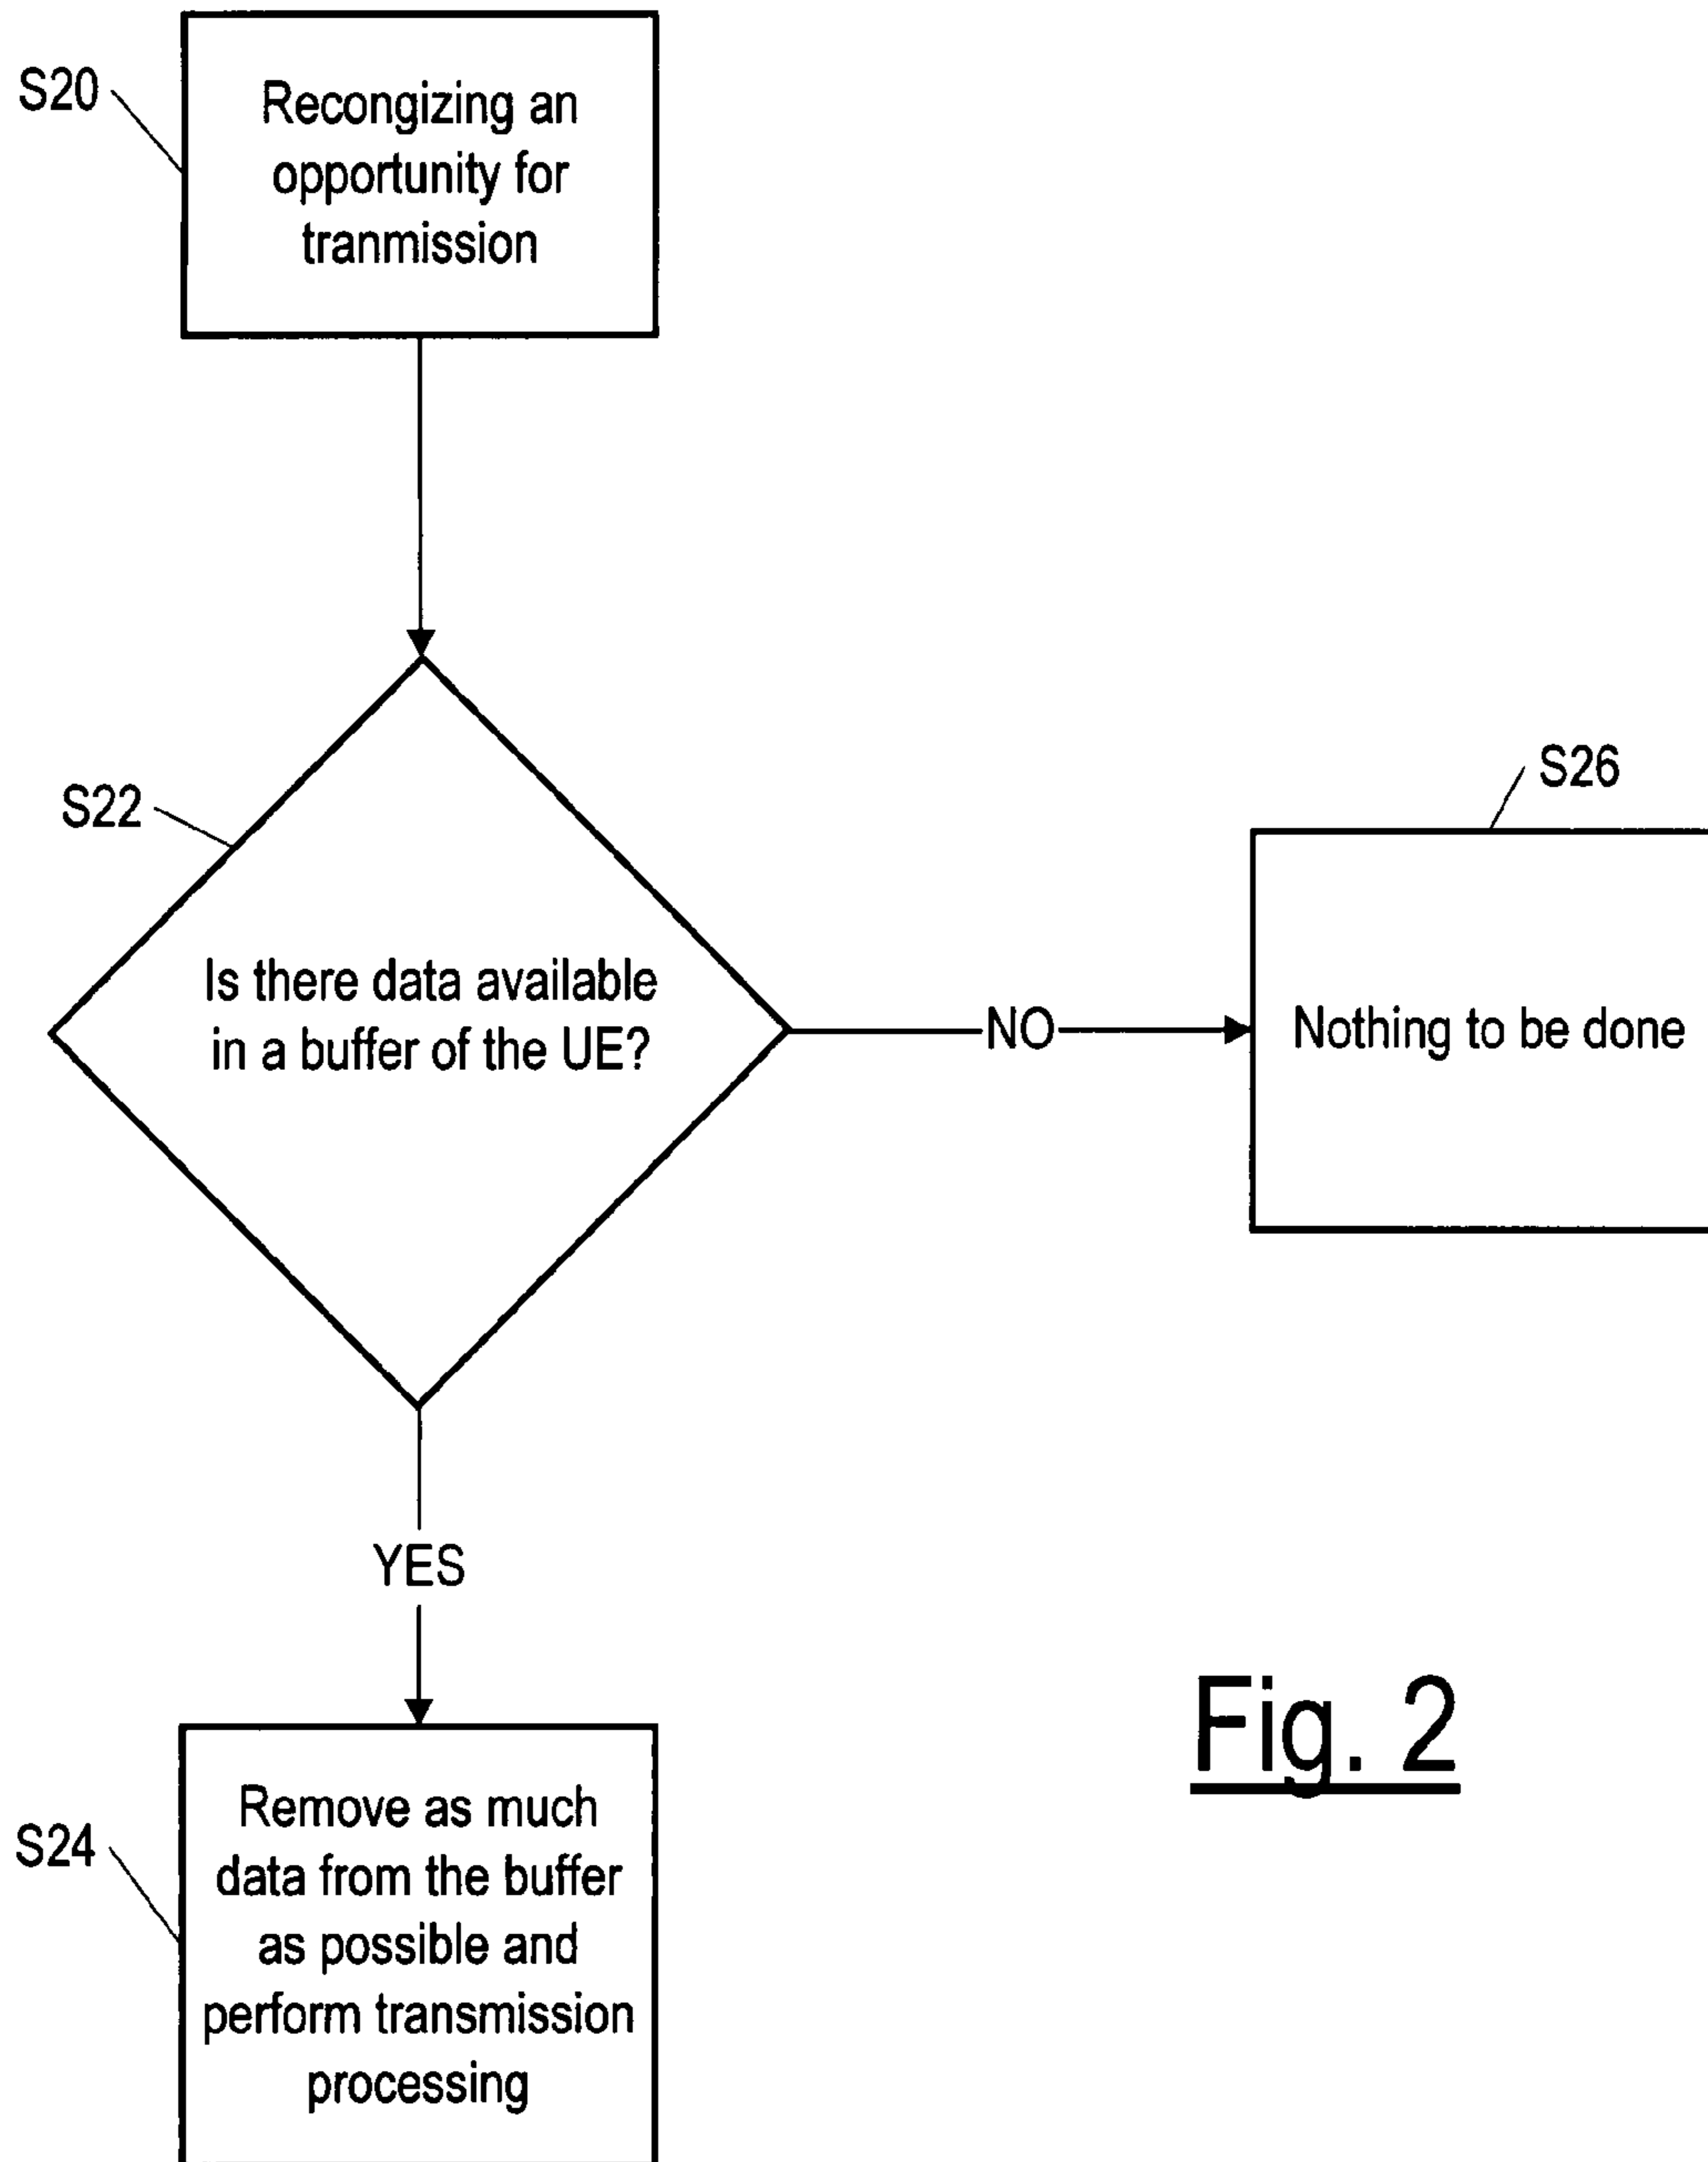 S20
Recongizing an
opportunity for
tranmission
S22
Is there data available
in a buffer of the UE?
NO
S26
Nothing to be done
YES
S24
Remove as much
data from the buffer
as possible and
perform transmission
processing
Fig. 2